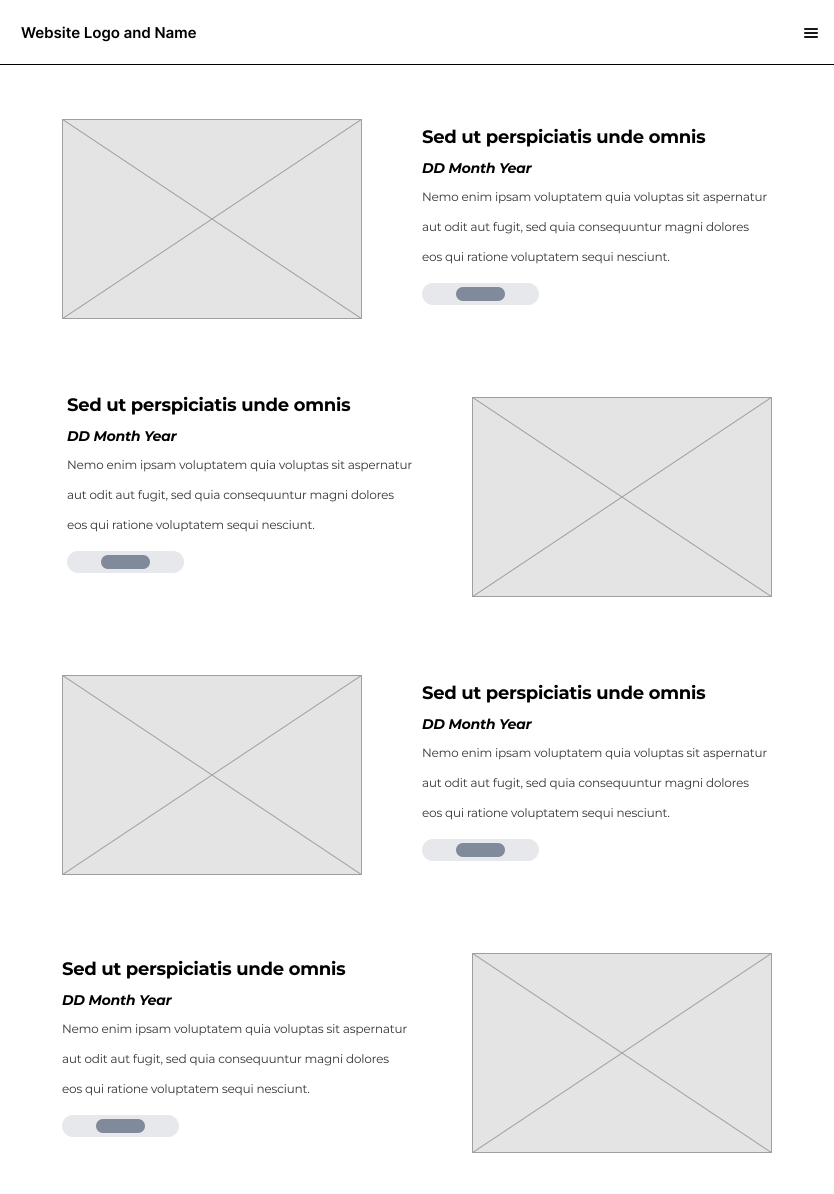 Website Logo and Name
Sed ut perspiciatis unde omnis
DD Month Year
Nemo enim ipsam voluptatem quia voluptas sit aspernatur
aut odit aut fugit, sed quia consequuntur magni dolores
eos qui ratione voluptatem sequi nesciunt.
Sed ut perspiciatis unde omnis
DD Month Year
Nemo enim ipsam voluptatem quia voluptas sit aspernatur
aut odit aut fugit, sed quia consequuntur magni dolores
eos qui ratione voluptatem sequi nesciunt.
Sed ut perspiciatis unde omnis
DD Month Year
Nemo enim ipsam voluptatem quia voluptas sit aspernatur
aut odit aut fugit, sed quia consequuntur magni dolores
eos qui ratione voluptatem sequi nesciunt.
Sed ut perspiciatis unde omnis
DD Month Year
Nemo enim ipsam voluptatem quia voluptas sit aspernatur
aut odit aut fugit, sed quia consequuntur magni dolores
eos qui ratione voluptatem sequi nesciunt.